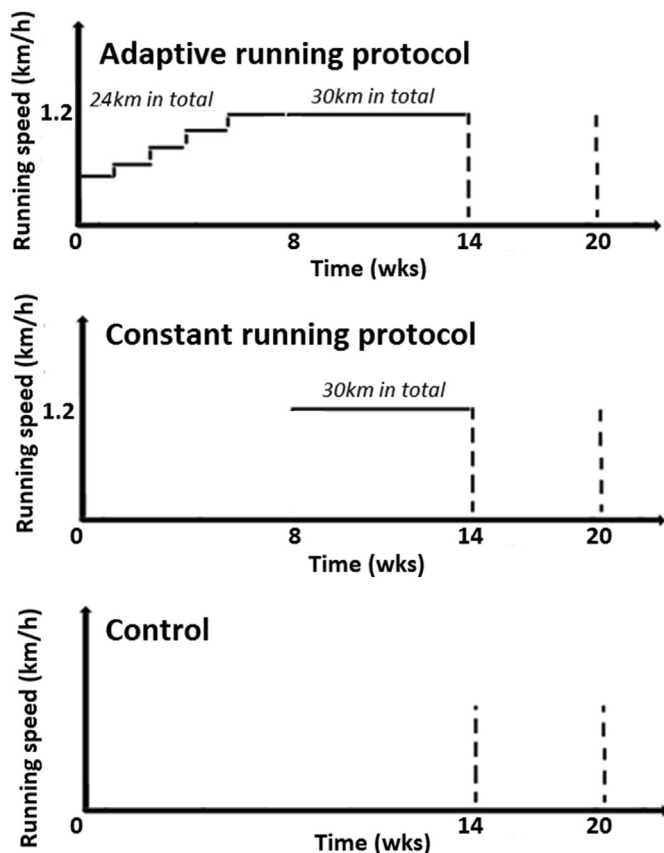 Adaptive running protocol
Running speed (km/h)
24km in total
30km in total
1.2
0
8
14
20
Time (wks)
Constant running protocol
Running speed (km/h)
30km in total
1.2
0
8
14
20
Time (wks)
Control
Running speed (km/h)
0
14
20
Time (wks)